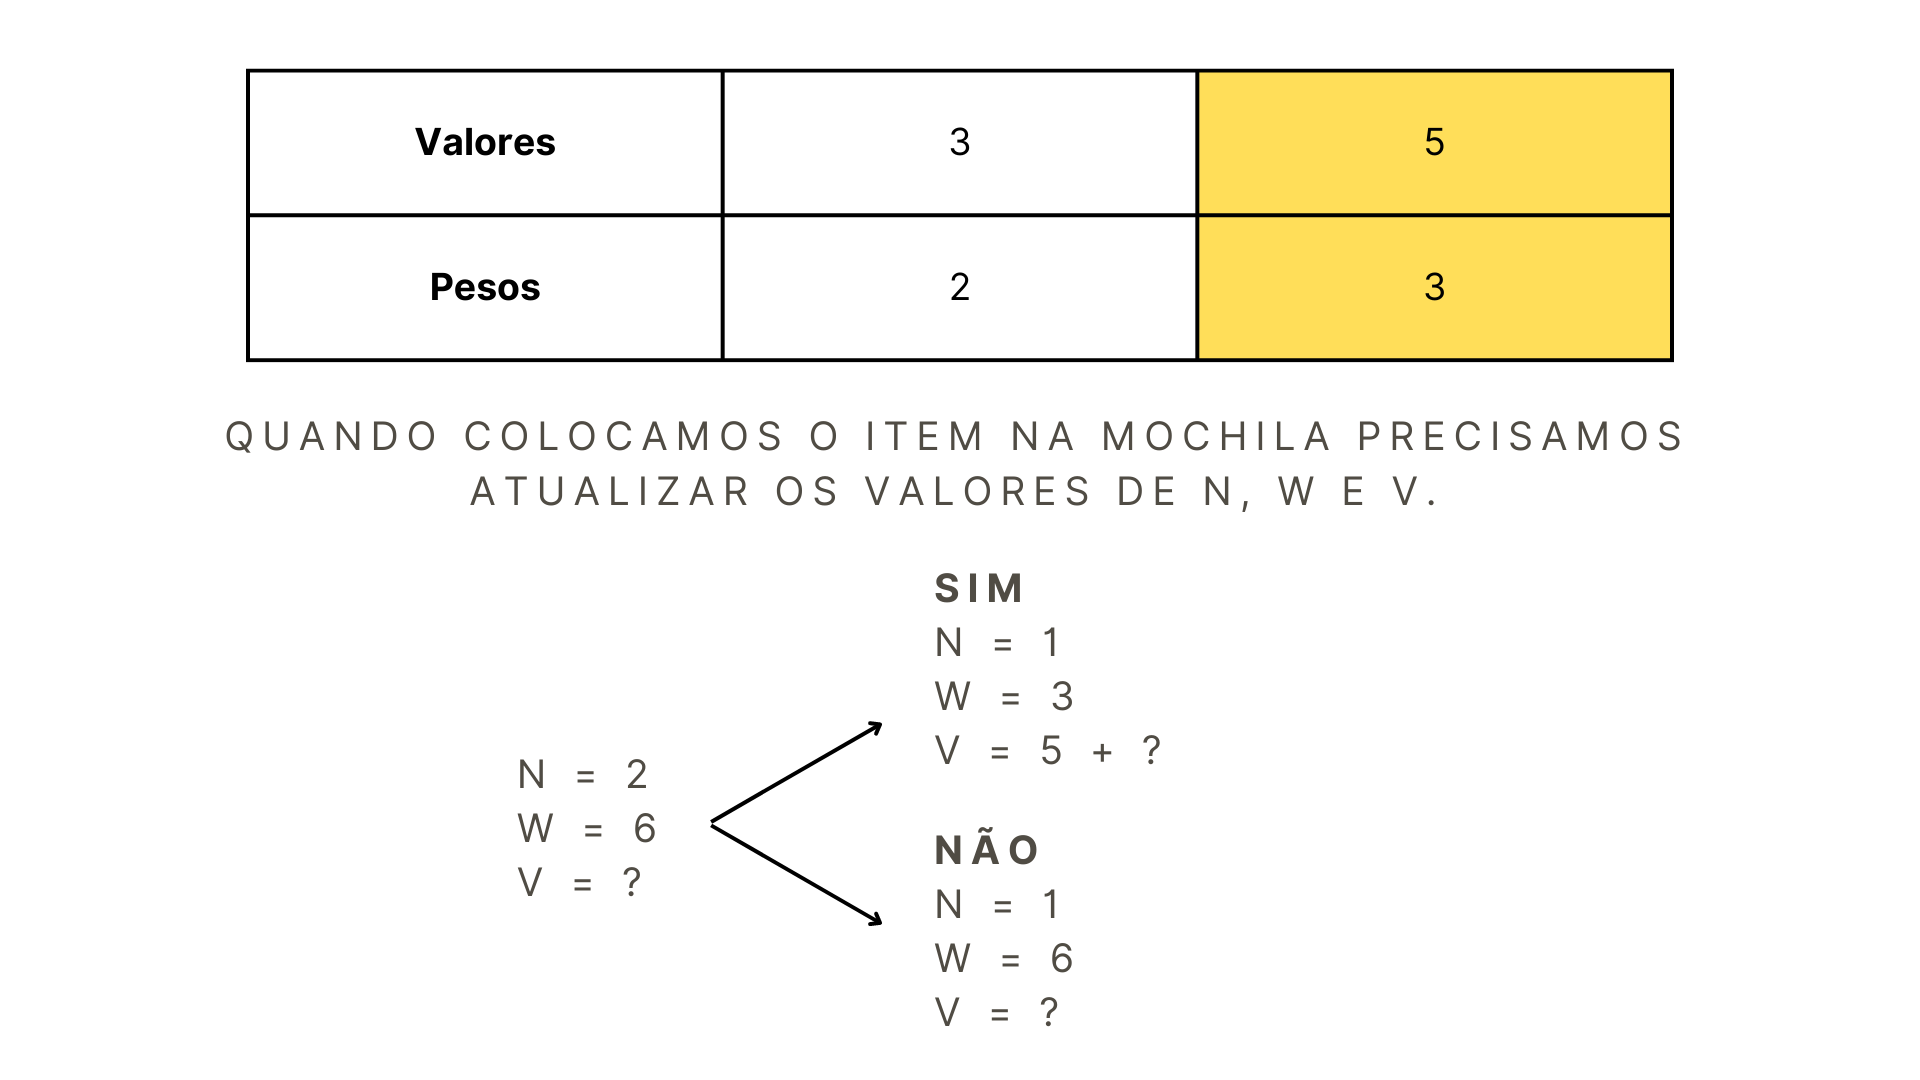 Valores 3 5
Pesos 2 3
QUANDO COLOCAMOS O ITEM NA MOCHILA PRECISAMOS
ATUALIZAR OS VALORES DE N, W E V.
N = 2
W = 6
V = ?
SIM
N = 1
W = 3
V = 5 + ?
NÃO
N = 1
W = 6
V = ?